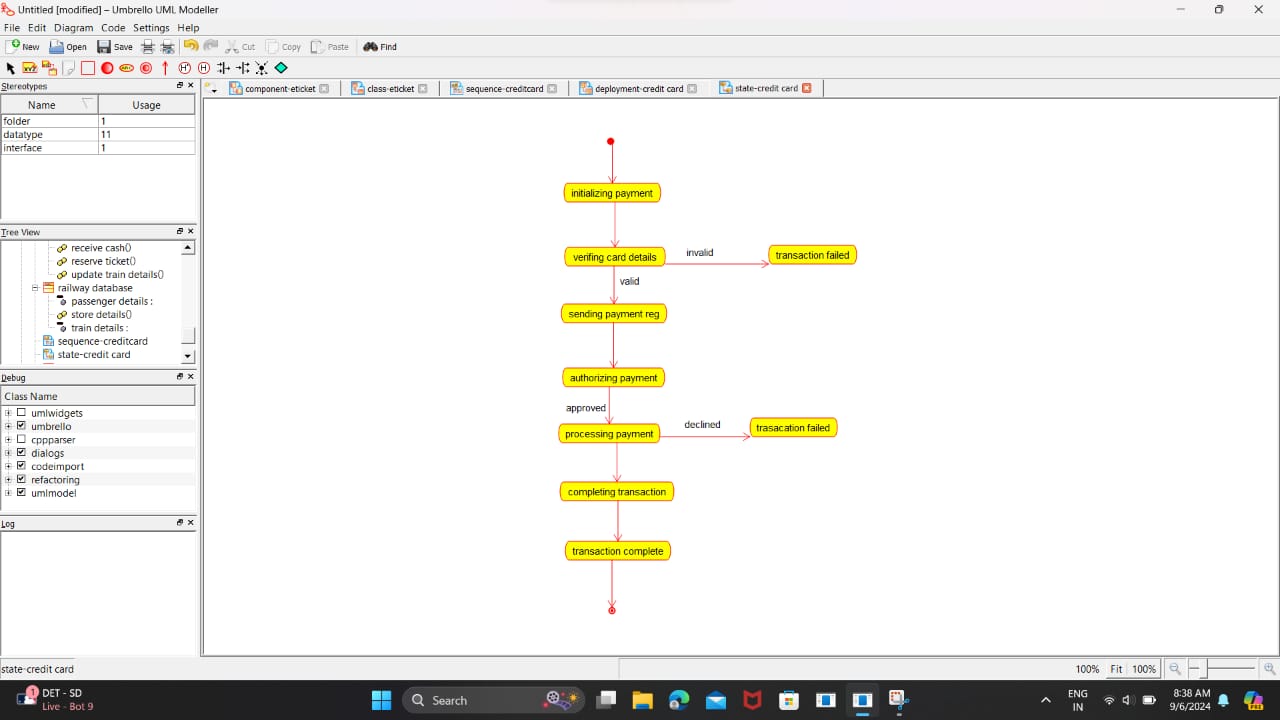 Untitled [modified] – Umbrello UML Modeller
File Edit Diagram Code Settings Help
New Open Save Cut Copy Paste Find
Stereotypes
Name Usage
folder 1
datatype 11
interface 1
Tree View
receive cash()
reserve ticket()
update train details()
railway database
passenger details :
store details()
train details :
sequence-creditcard
state-credit card
Debug
Class Name
umlwidgets
umbrello
cppparser
dialogs
codeimport
refactoring
umlmodel
Log
component-eticket class-eticket sequence-creditcard deployment-credit card state-credit card
initializing payment
verifing card details
invalid
transaction failed
valid
sending payment reg
authorizing payment
approved
processing payment
declined
trasacation failed
completing transaction
transaction complete
state-credit card
100% Fit 100%
1
DET - SD
Live - Bot 9
Search
ENG
IN
8:38 AM
9/6/2024